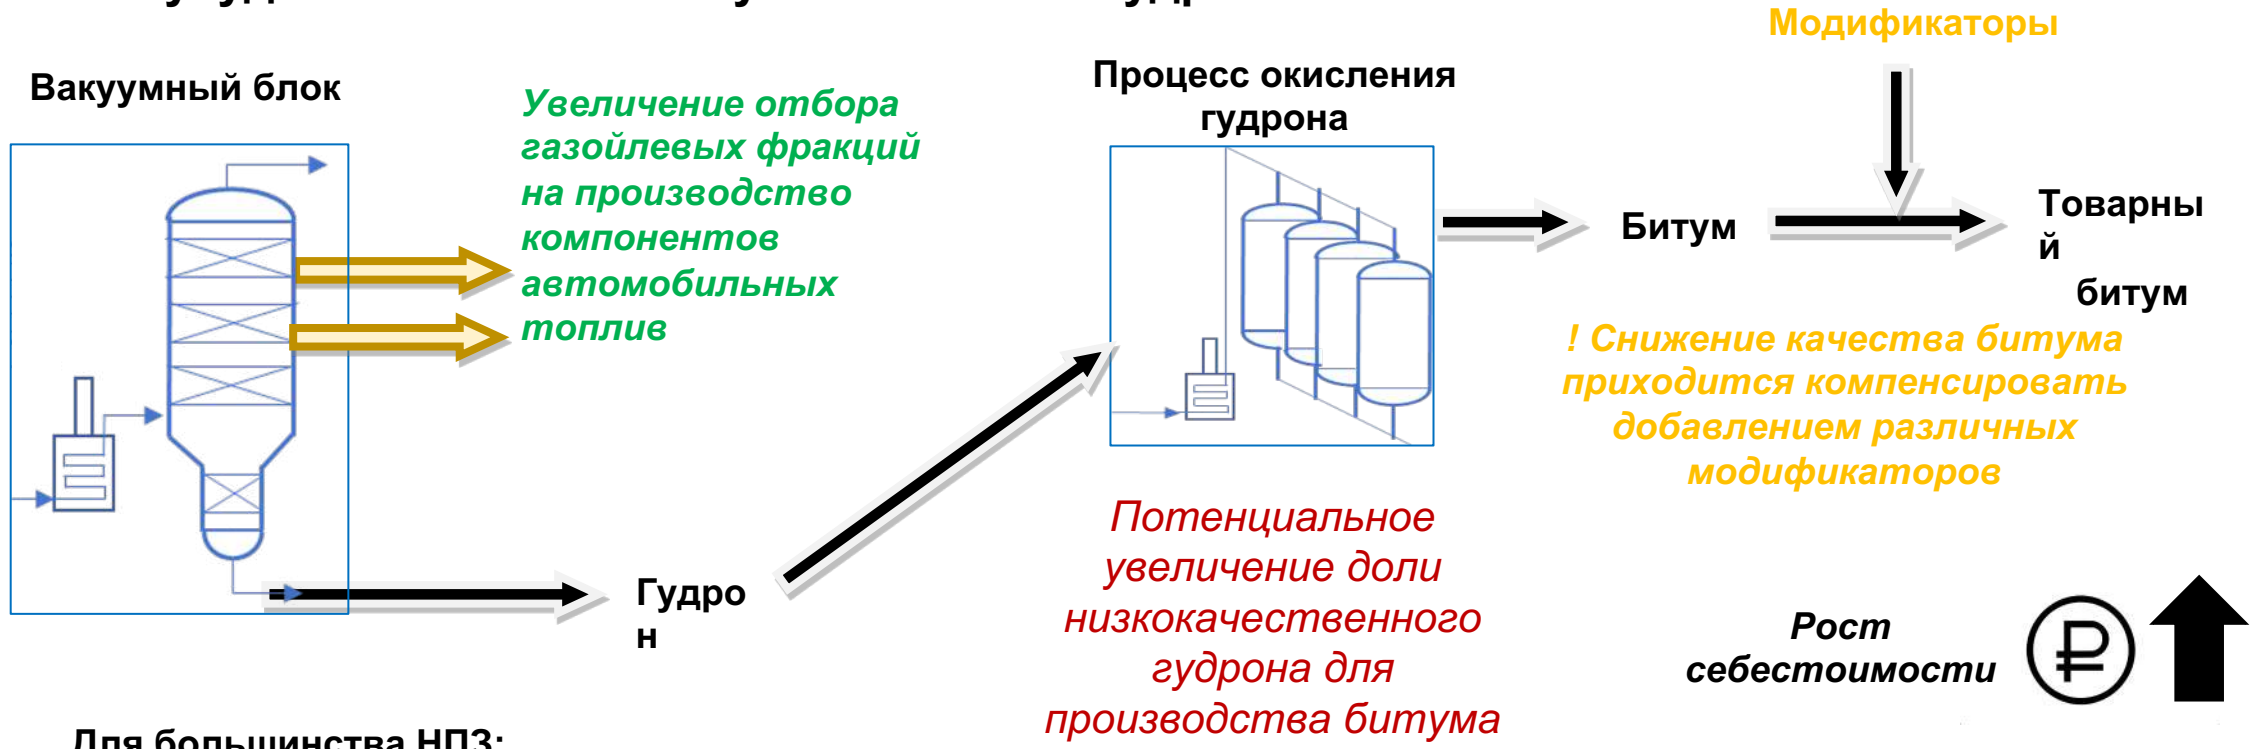 Модификаторы
Вакуумный блок
Увеличение отбора
газойлевых фракций
на производство
компонентов
автомобильных
топлив
Процесс окисления
гудрона
Битум
Товарны
й
битум
! Снижение качества битума
приходится компенсировать
добавлением различных
модификаторов
Гудро
н
Потенциальное
увеличение доли
низкокачественного
гудрона для
производства битума
Рост
себестоимости
₽
Для большинства НПЗ: